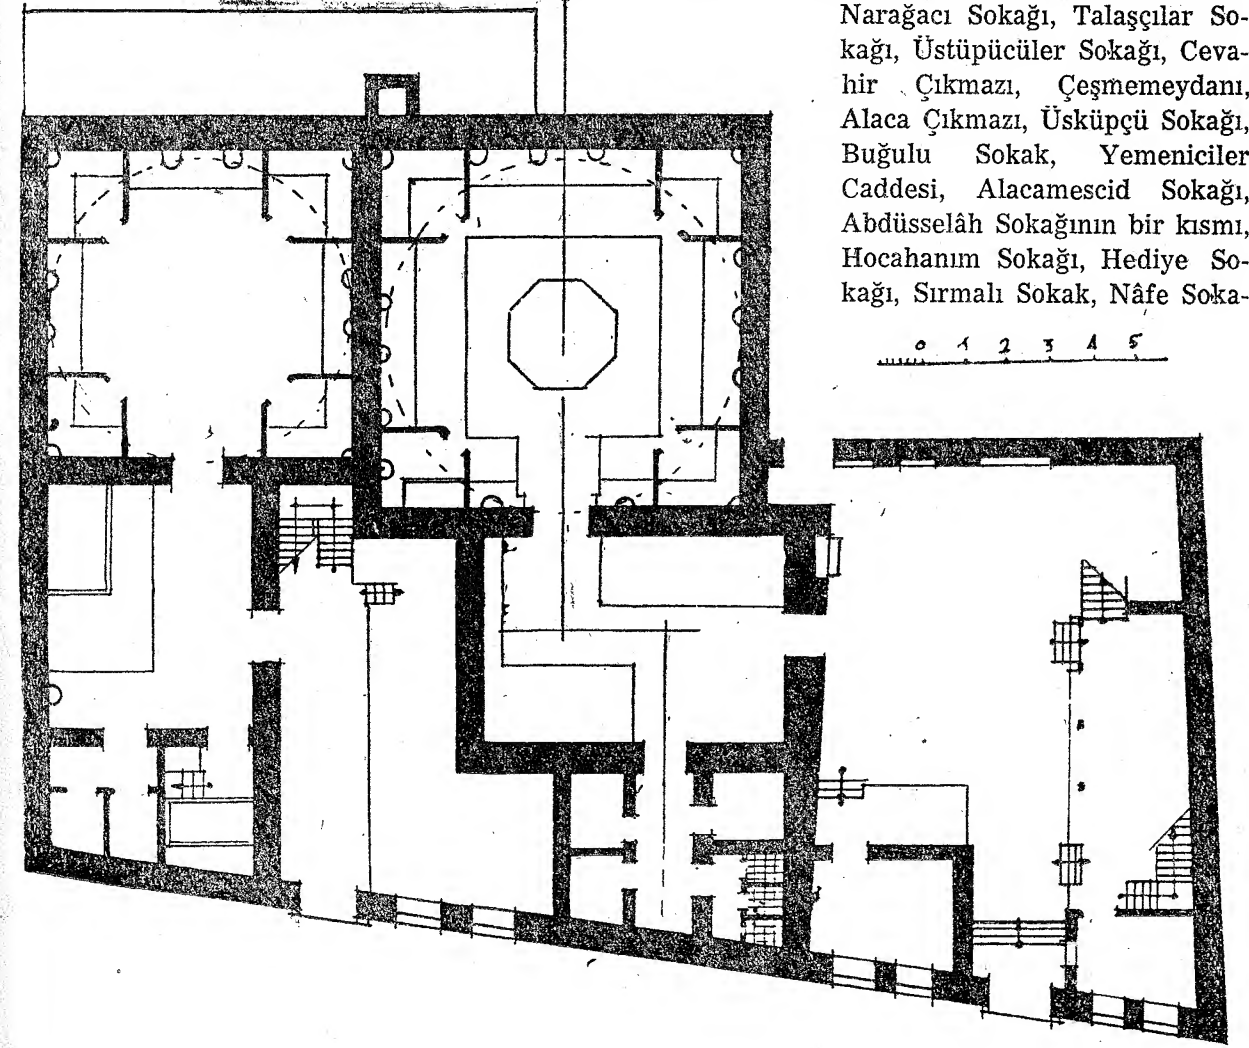 Narağacı Sokağı, Talaşçılar So-
kağı, Üstüpücüler Sokağı, Ceva-
hir Çıkmazı, Çeşmemeydanı,
Alaca Çıkmazı, Üsküpçü Sokağı,
Buğulu Sokak, Yemeniciler
Caddesi, Alacamescid Sokağı,
Abdüsselâh Sokağının bir kısmı,
Hocahanım Sokağı, Hediye So-
kağı, Sırmalı Sokak, Nâfe Soka-
0 1 2 3 4 5